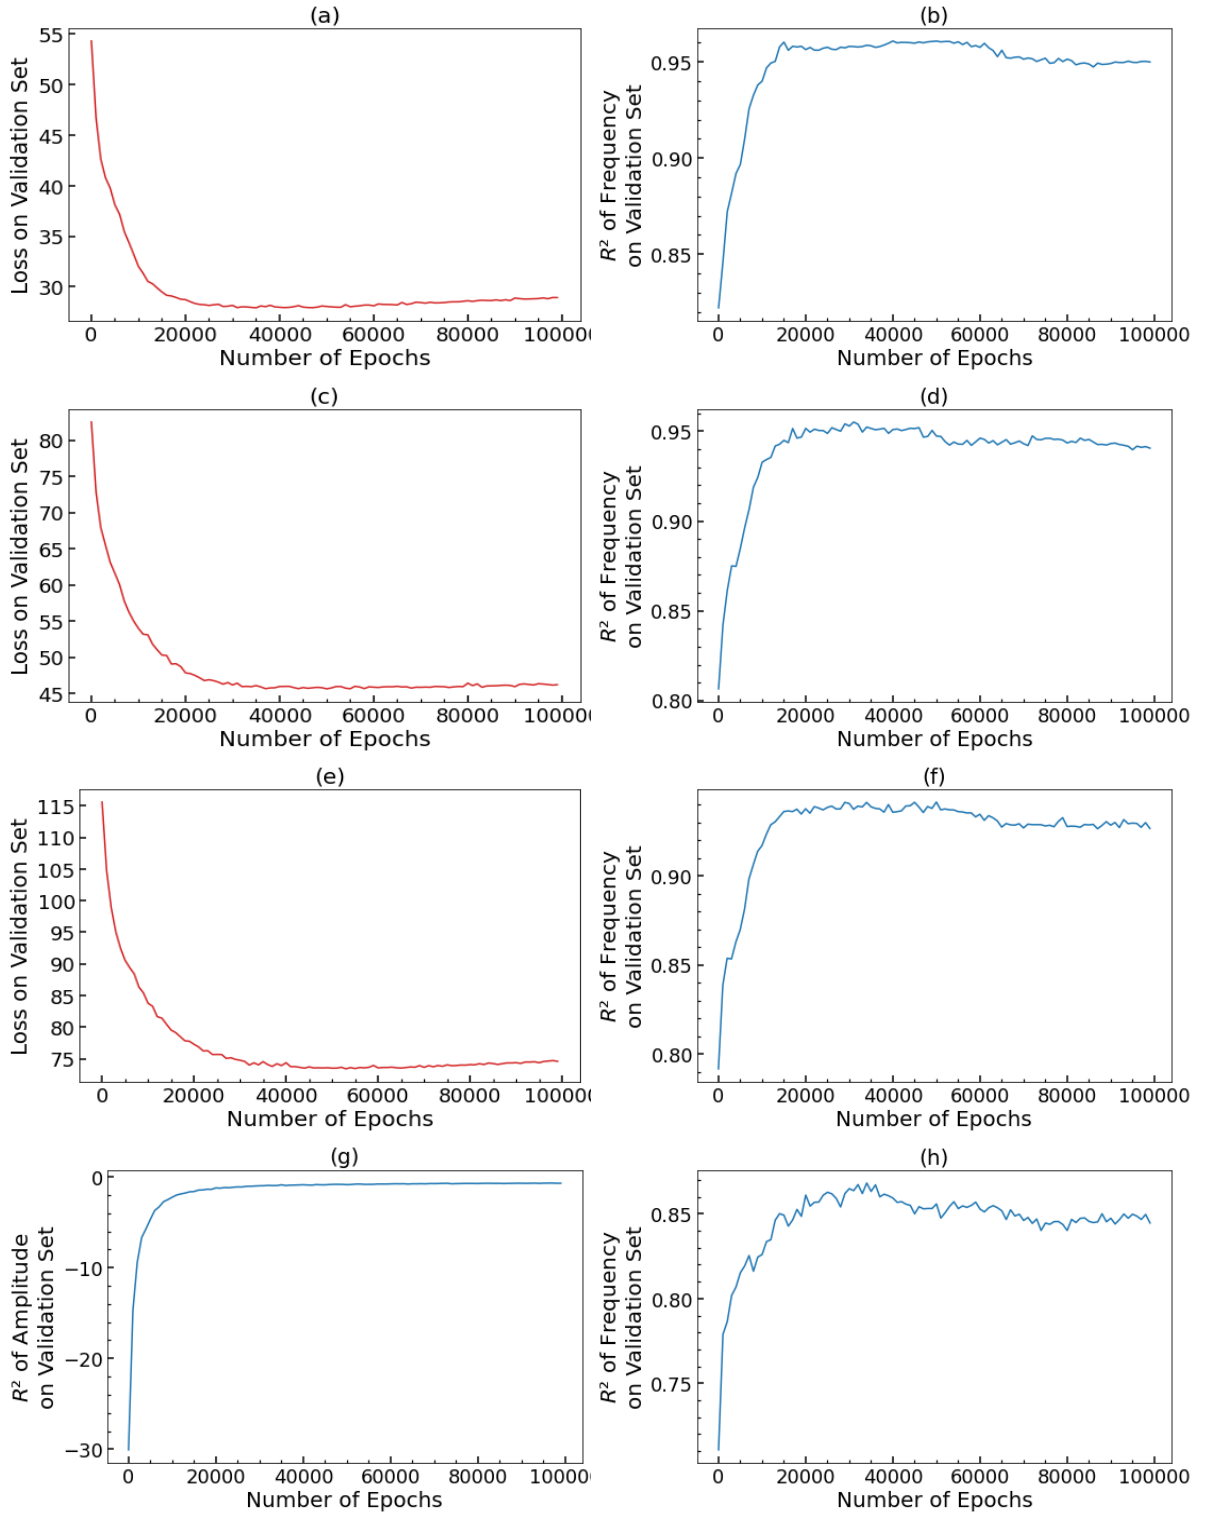 (a)
Loss on Validation Set
55
50
45
40
35
30
0 20000 40000 60000 80000 100000
Number of Epochs
(b)
R² of Frequency
on Validation Set
0.95
0.90
0.85
0 20000 40000 60000 80000 100000
Number of Epochs
(c)
Loss on Validation Set
80
75
70
65
60
55
50
45
0 20000 40000 60000 80000 100000
Number of Epochs
(d)
R² of Frequency
on Validation Set
0.95
0.90
0.85
0.80
0 20000 40000 60000 80000 100000
Number of Epochs
(e)
Loss on Validation Set
115
110
105
100
95
90
85
80
75
0 20000 40000 60000 80000 100000
Number of Epochs
(f)
R² of Frequency
on Validation Set
0.90
0.85
0.80
0 20000 40000 60000 80000 100000
Number of Epochs
(g)
R² of Amplitude
on Validation Set
0
−10
−20
−30
0 20000 40000 60000 80000 100000
Number of Epochs
(h)
R² of Frequency
on Validation Set
0.85
0.80
0.75
0 20000 40000 60000 80000 100000
Number of Epochs